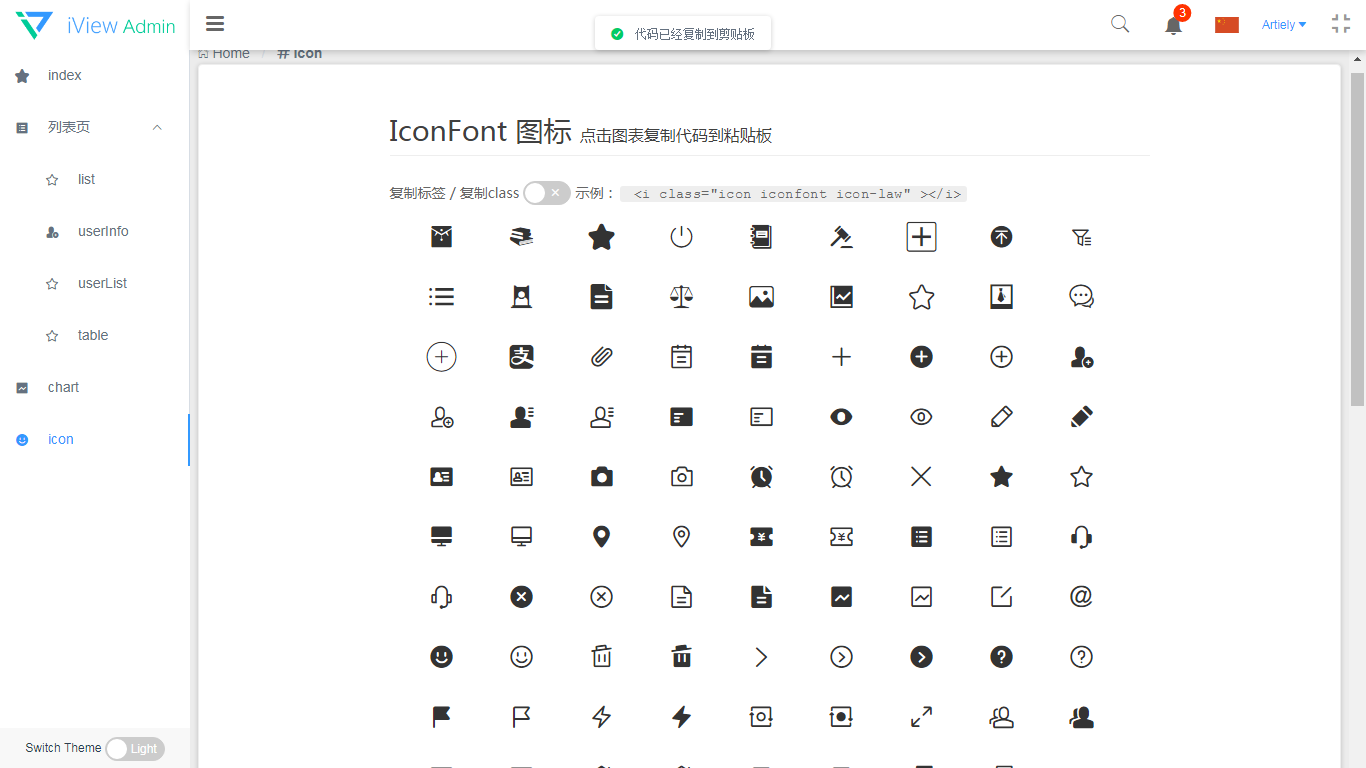 iView Admin
代码已经复制到剪贴板
3
Artiely
Home / # Icon
index
列表页
list
userInfo
userList
table
chart
icon
Switch Theme Light
IconFont 图标 点击图表复制代码到粘贴板
复制标签 / 复制class 示例： <i class="icon iconfont icon-law" ></i>